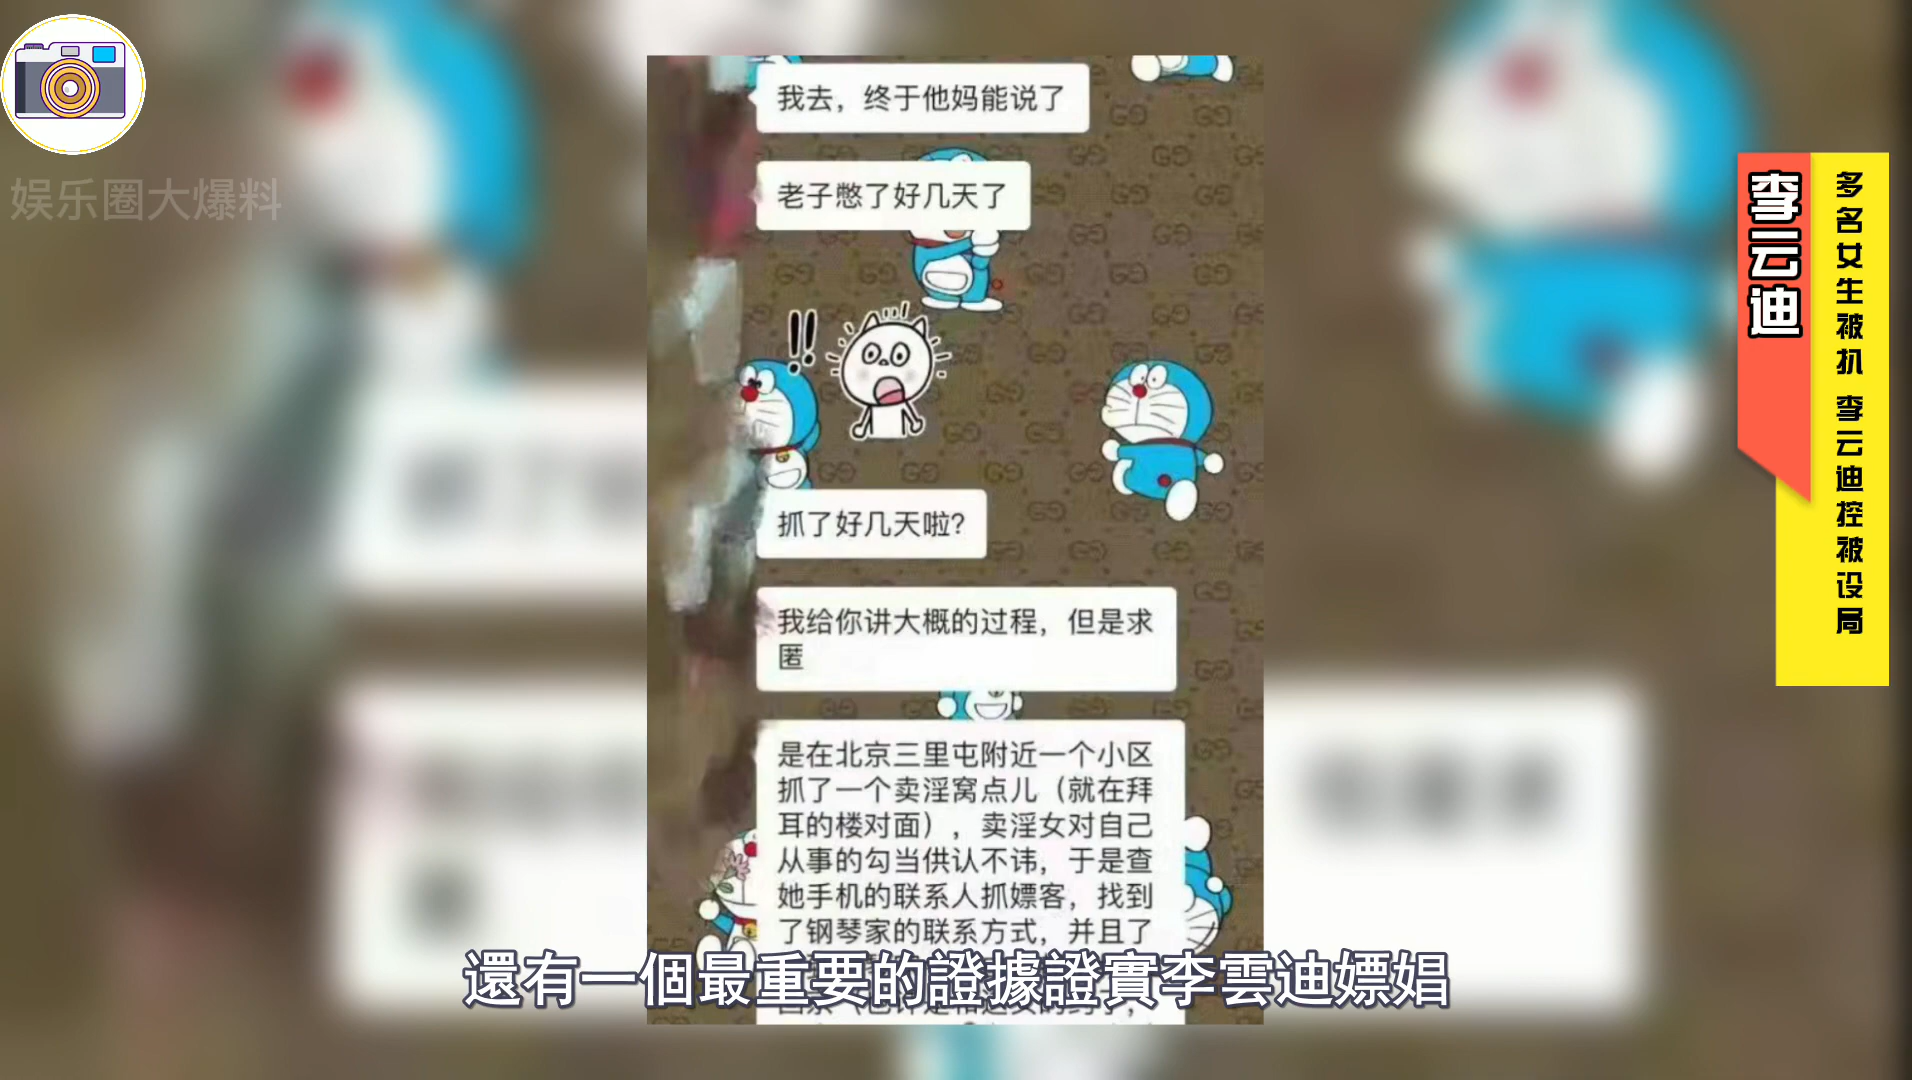 娱乐圈大爆料
我去，终于他妈能说了
老子憋了好几天了
!!
抓了好几天啦？
我给你讲大概的过程，但是求
匿
是在北京三里屯附近一个小区
抓了一个卖淫窝点儿（就在拜
耳的楼对面），卖淫女对自己
从事的勾当供认不讳，于是查
她手机的联系人抓嫖客，找到
了钢琴家的联系方式，并且了
還有一個最重要的證據證實李雲迪嫖娼
李云迪
多名女生被扒 李云迪控被设局